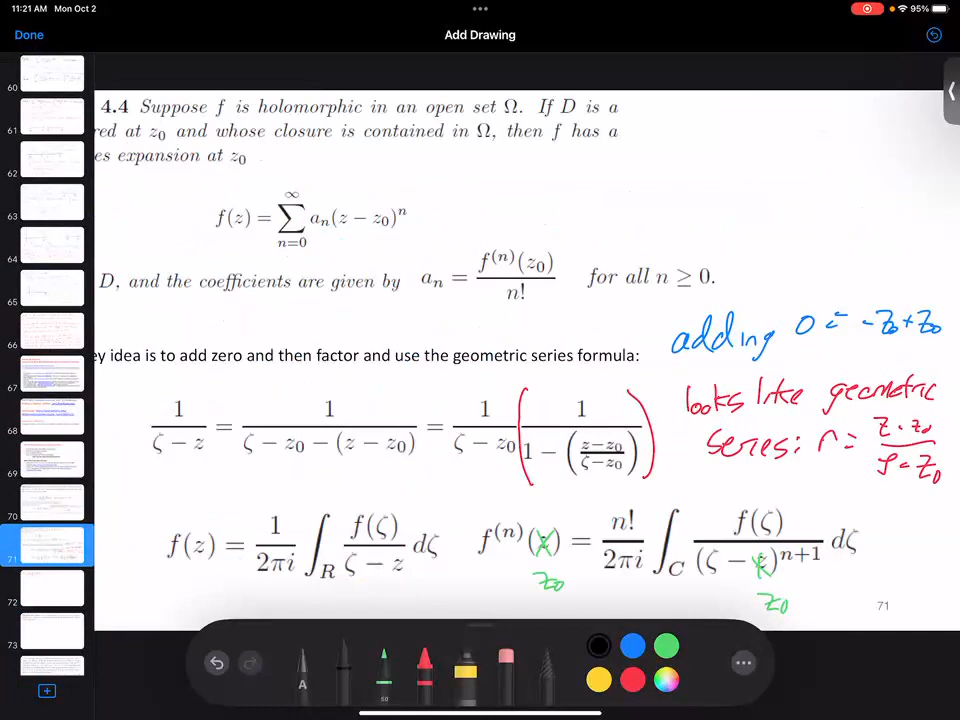 11:21 AM Mon Oct 2
95%
Done
Add Drawing
4.4 Suppose f is holomorphic in an open set Ω. If D is a
red at z₀ and whose closure is contained in Ω, then f has a
es expansion at z₀
f(z) = ∑_{n=0}^{∞} aₙ(z − z₀)ⁿ
D, and the coefficients are given by aₙ = f⁽ⁿ⁾(z₀) / n! for all n ≥ 0.
adding 0 = -z₀+z₀
ey idea is to add zero and then factor and use the geometric series formula:
looks like geometric
series: r = (z - z₀) / (ζ - z₀)
1/(ζ − z) = 1/(ζ − z₀ − (z − z₀)) = 1/(ζ − z₀) (1/(1 − ((z−z₀)/(ζ−z₀))))
f(z) = 1/(2πi) ∫_R f(ζ)/(ζ − z) dζ f⁽ⁿ⁾(z) = n!/(2πi) ∫_C f(ζ)/(ζ − z)ⁿ⁺¹ dζ
z₀ z₀
71
60
61
62
63
64
65
66
67
68
69
70
71
72
73
A
50